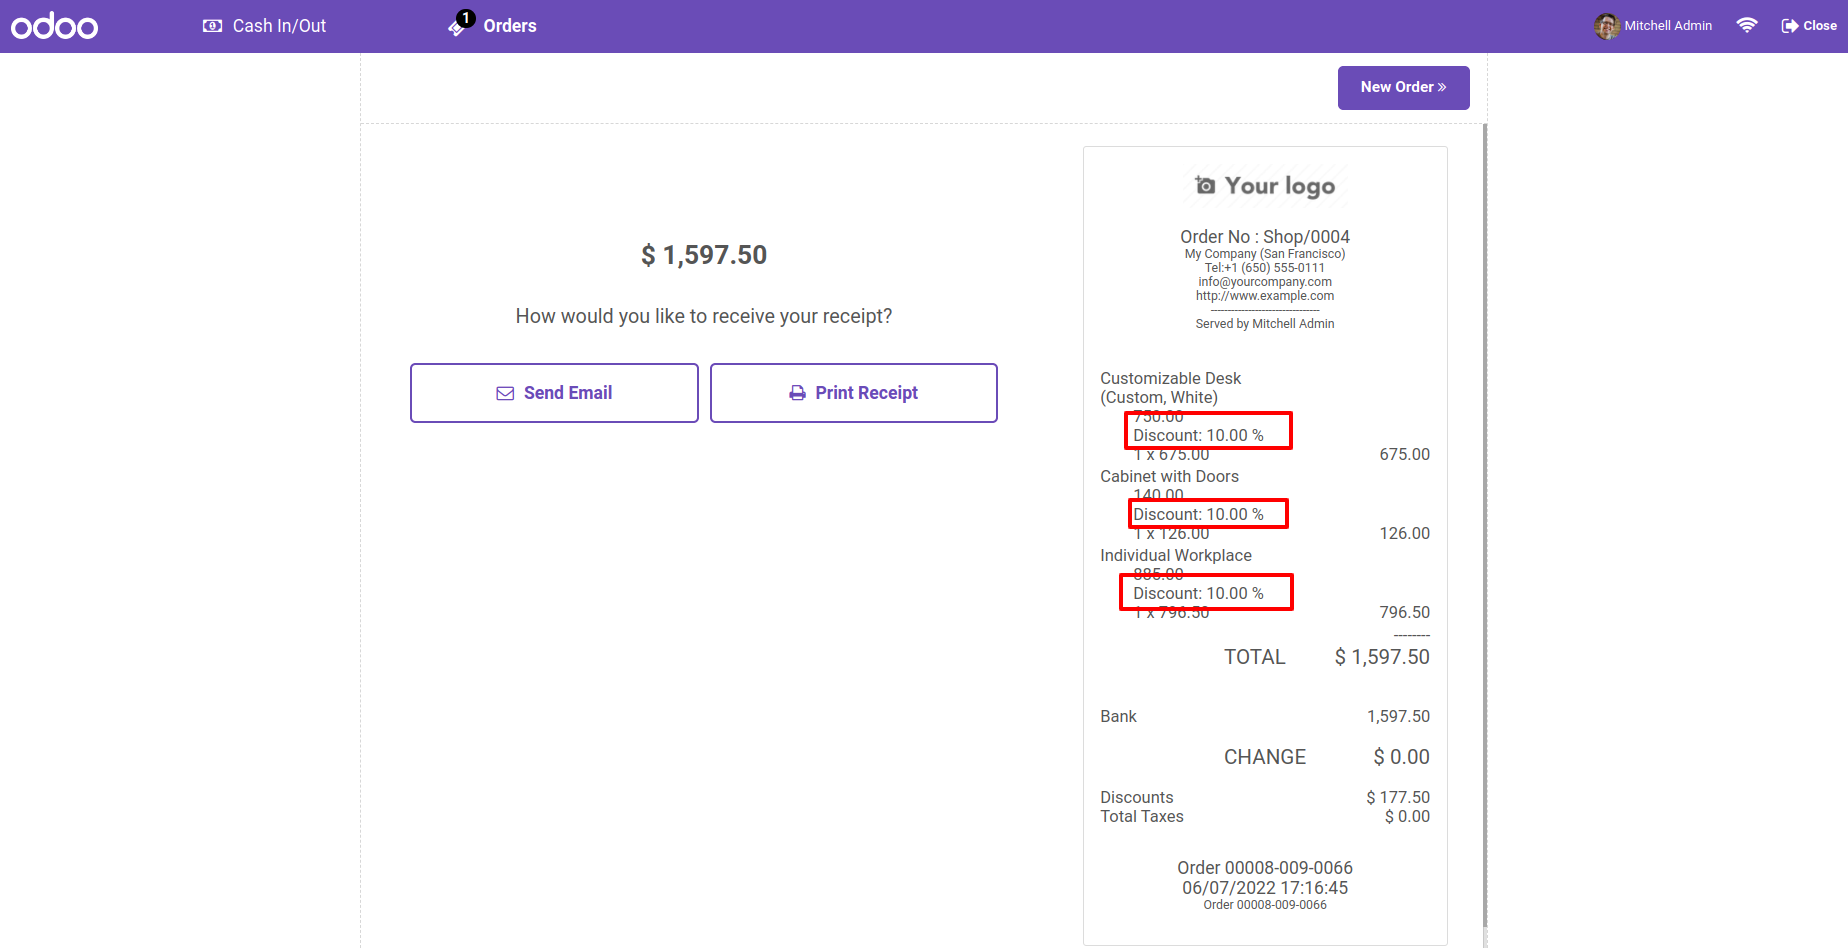 odoo
Cash In/Out
1
Orders
Mitchell Admin
Close
New Order »
Your logo
$ 1,597.50
How would you like to receive your receipt?
Send Email
Print Receipt
Order No : Shop/0004
My Company (San Francisco)
Tel:+1 (650) 555-0111
info@yourcompany.com
http://www.example.com
--------------------------------
Served by Mitchell Admin
Customizable Desk
(Custom, White)
750.00
Discount: 10.00 %
1 x 675.00 675.00
Cabinet with Doors
140.00
Discount: 10.00 %
1 x 126.00 126.00
Individual Workplace
885.00
Discount: 10.00 %
1 x 796.50 796.50
--------
TOTAL $ 1,597.50
Bank 1,597.50
CHANGE $ 0.00
Discounts $ 177.50
Total Taxes $ 0.00
Order 00008-009-0066
06/07/2022 17:16:45
Order 00008-009-0066